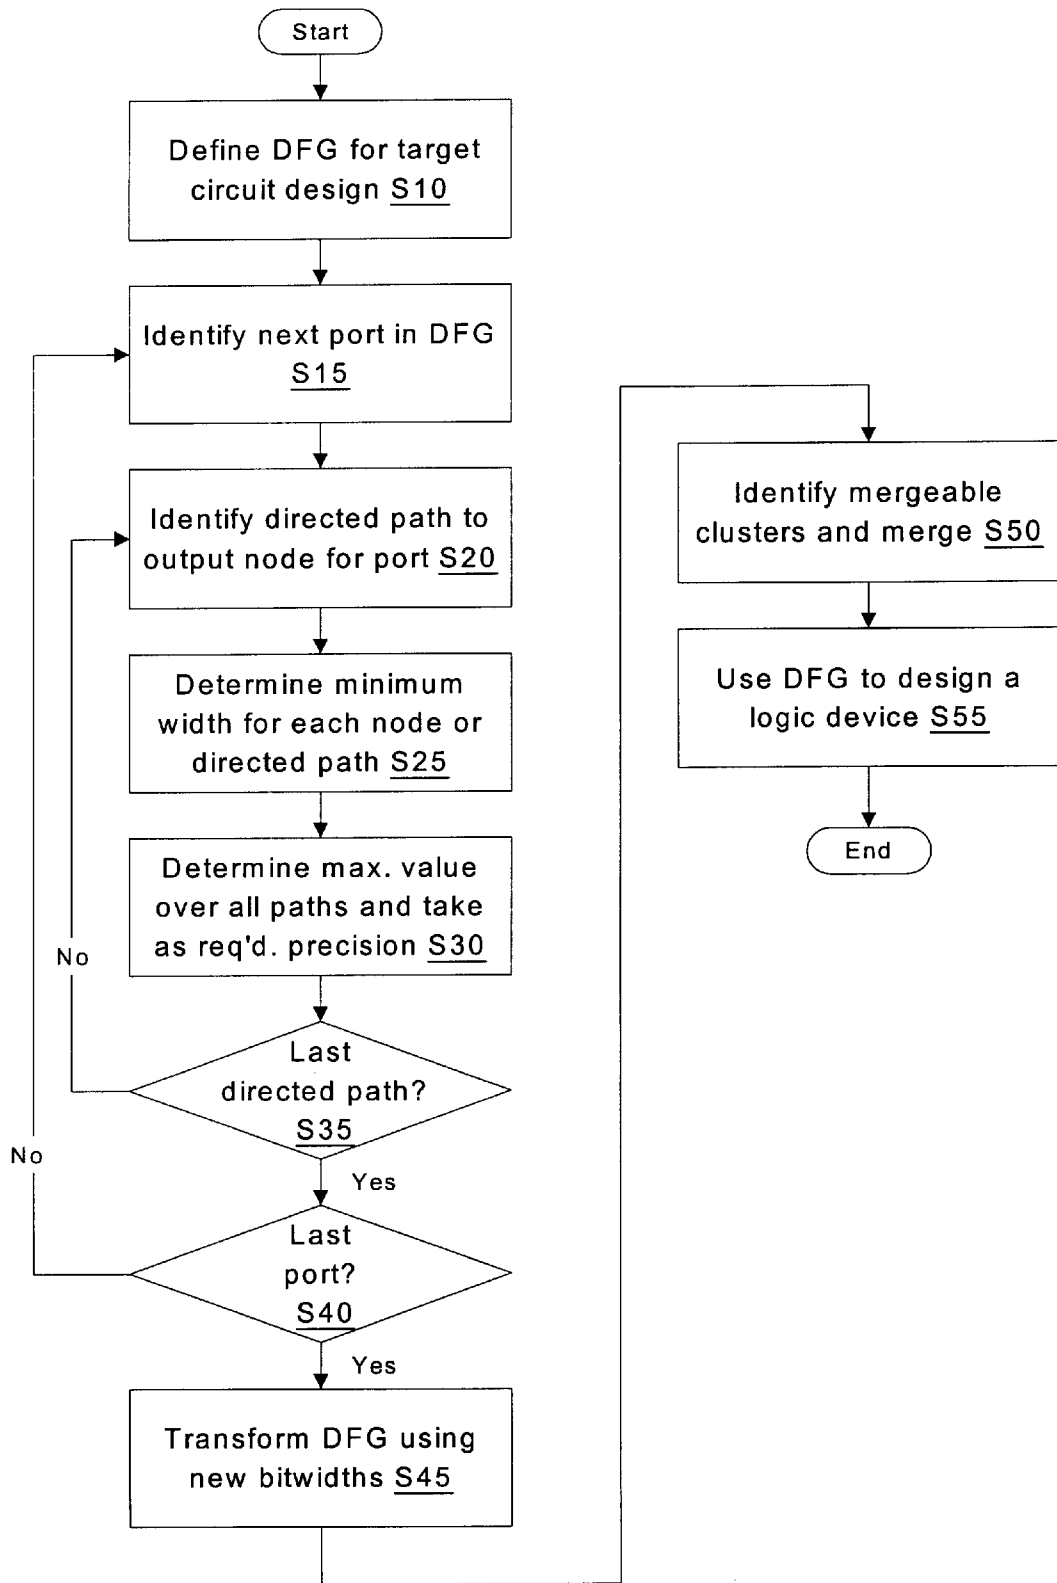 Start
Define DFG for target
circuit design S10
Identify next port in DFG
S15
Identify directed path to
output node for port S20
Determine minimum
width for each node or
directed path S25
Determine max. value
over all paths and take
as req'd. precision S30
No
Last
directed path?
S35
No
Yes
Last
port?
S40
Yes
Transform DFG using
new bitwidths S45
Identify mergeable
clusters and merge S50
Use DFG to design a
logic device S55
End